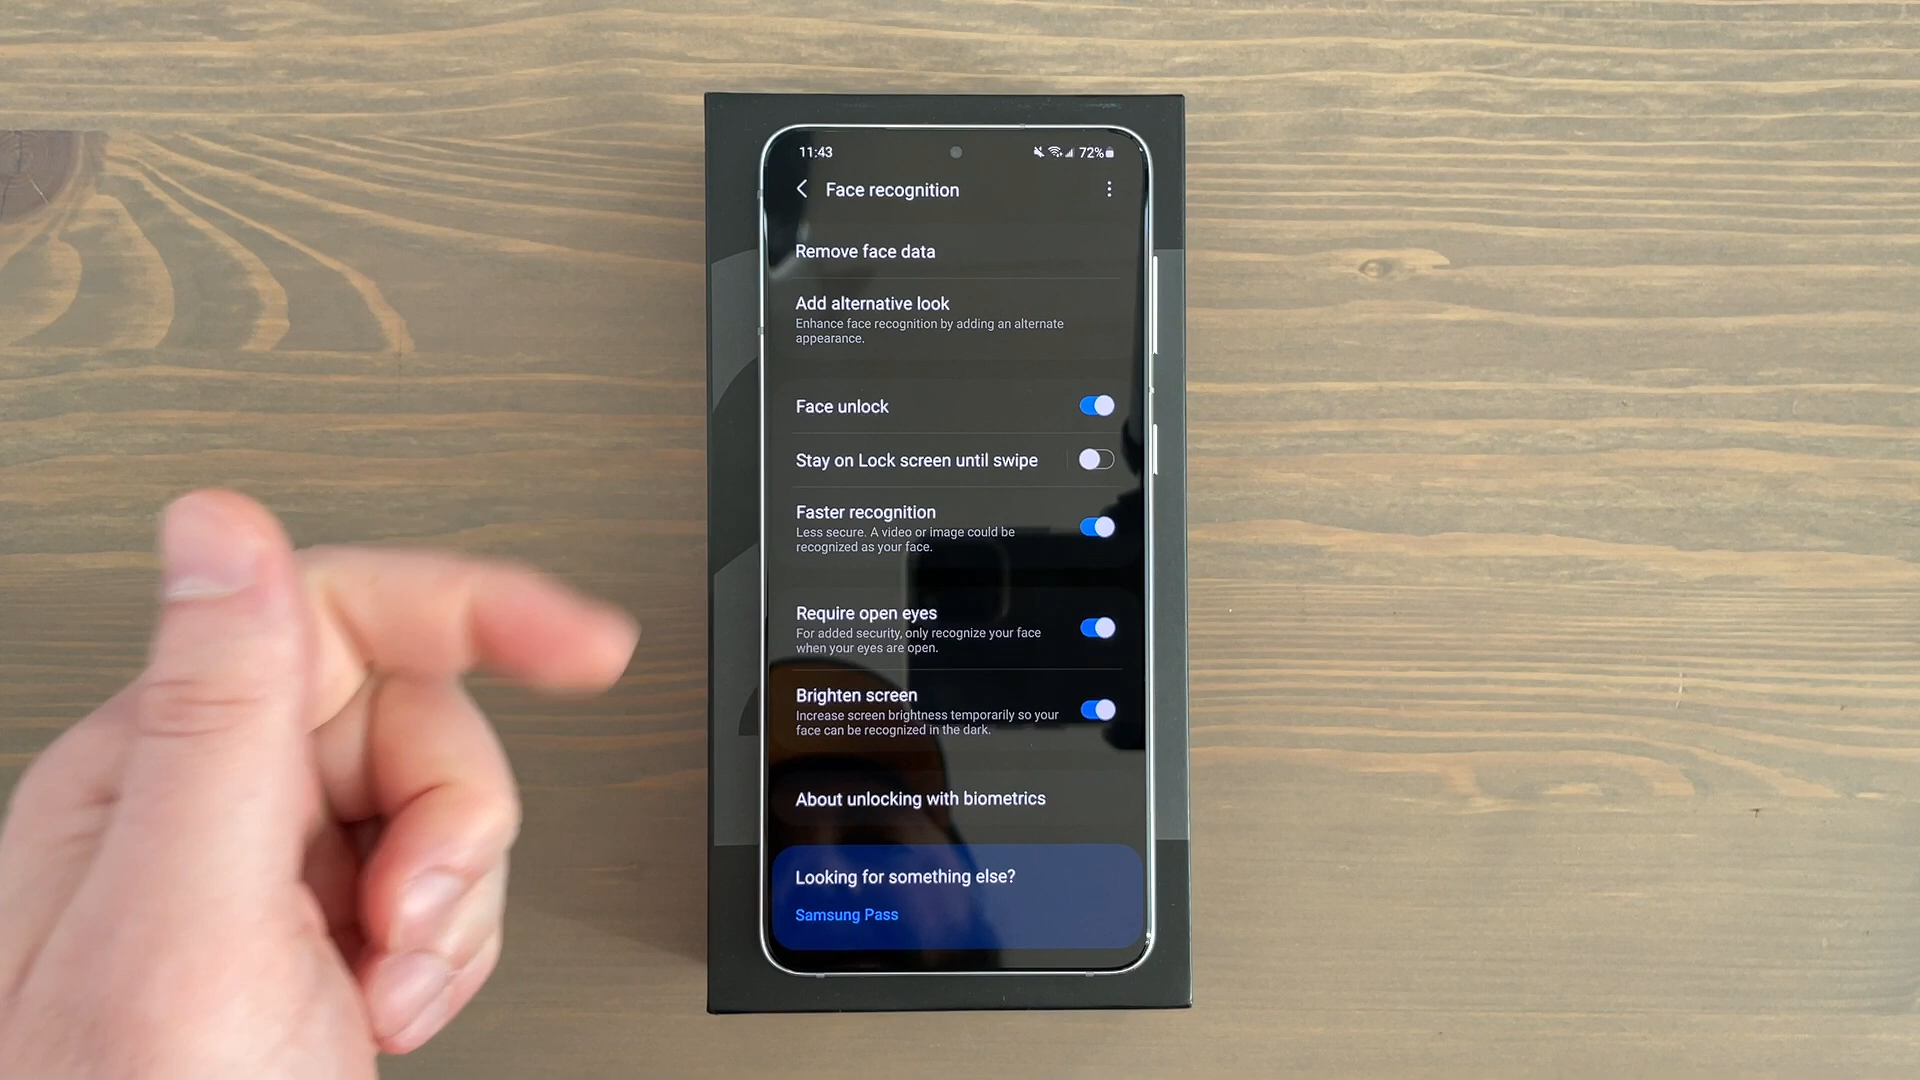 11:43
72%
Face recognition
Remove face data
Add alternative look
Enhance face recognition by adding an alternate
appearance.
Face unlock
Stay on Lock screen until swipe
Faster recognition
Less secure. A video or image could be
recognized as your face.
Require open eyes
For added security, only recognize your face
when your eyes are open.
Brighten screen
Increase screen brightness temporarily so your
face can be recognized in the dark.
About unlocking with biometrics
Looking for something else?
Samsung Pass